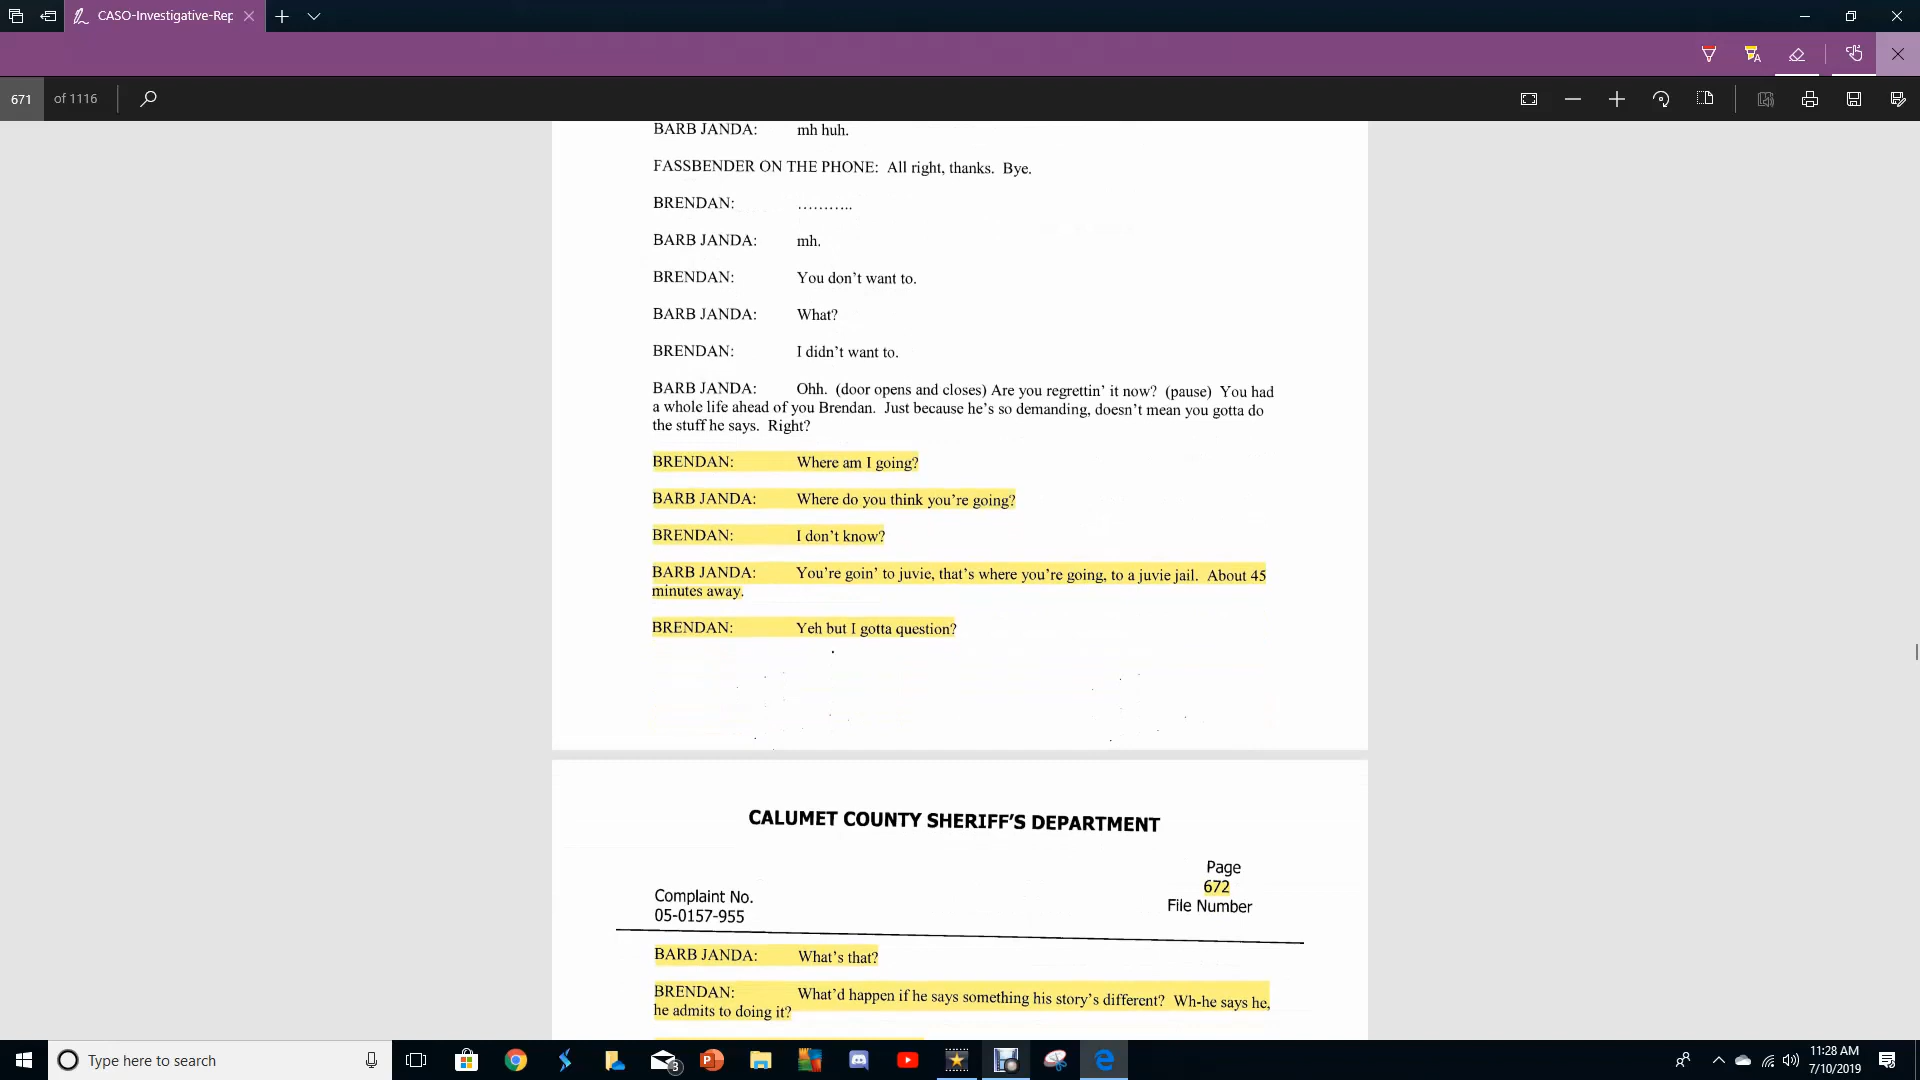 CASO-Investigative-Rep
671 of 1116
BARB JANDA: mh huh.
FASSBENDER ON THE PHONE: All right, thanks. Bye.
BRENDAN: ………..
BARB JANDA: mh.
BRENDAN: You don't want to.
BARB JANDA: What?
BRENDAN: I didn't want to.
BARB JANDA: Ohh. (door opens and closes) Are you regrettin' it now? (pause) You had
a whole life ahead of you Brendan. Just because he's so demanding, doesn't mean you gotta do
the stuff he says. Right?
BRENDAN: Where am I going?
BARB JANDA: Where do you think you're going?
BRENDAN: I don't know?
BARB JANDA: You're goin' to juvie, that's where you're going, to a juvie jail. About 45
minutes away.
BRENDAN: Yeh but I gotta question?
CALUMET COUNTY SHERIFF'S DEPARTMENT
Page
672
File Number
Complaint No.
05-0157-955
BARB JANDA: What's that?
BRENDAN: What'd happen if he says something his story's different? Wh-he says he,
he admits to doing it?
Type here to search
3
11:28 AM
7/10/2019